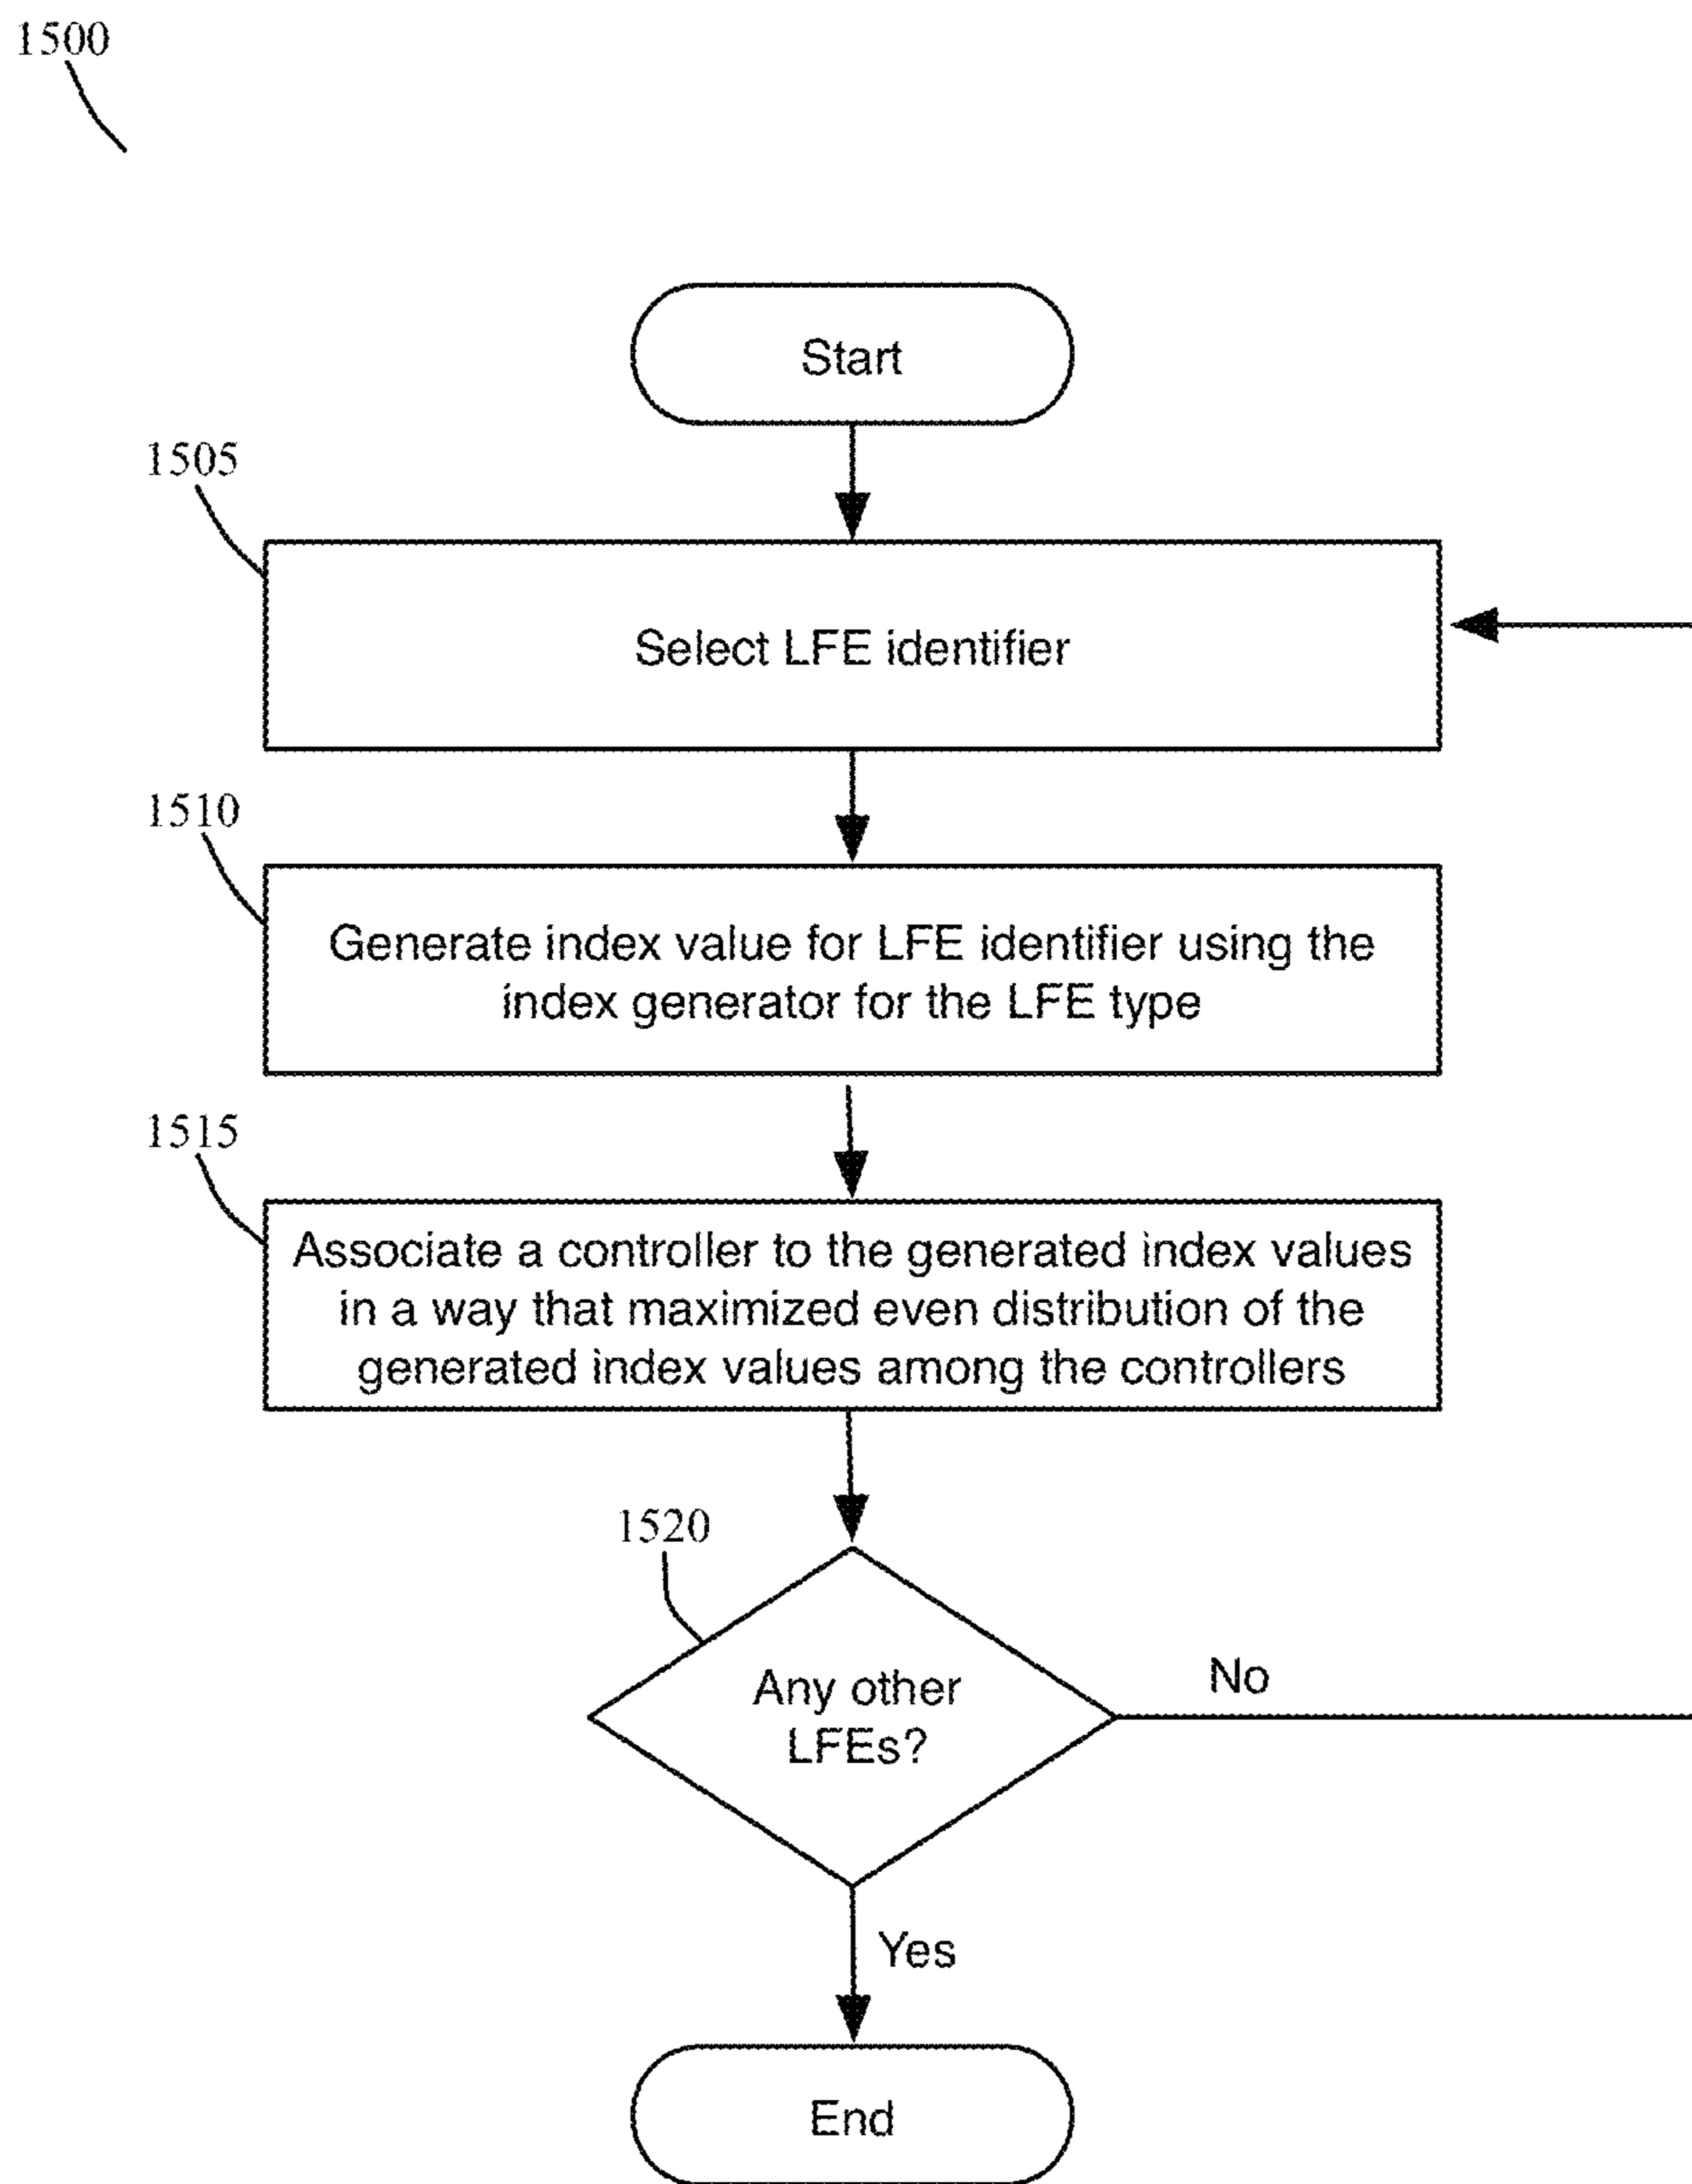 1500
Start
1505
Select LFE identifier
1510
Generate index value for LFE identifier using the
index generator for the LFE type
1515
Associate a controller to the generated index values
in a way that maximized even distribution of the
generated index values among the controllers
1520
Any other
LFEs?
No
Yes
End